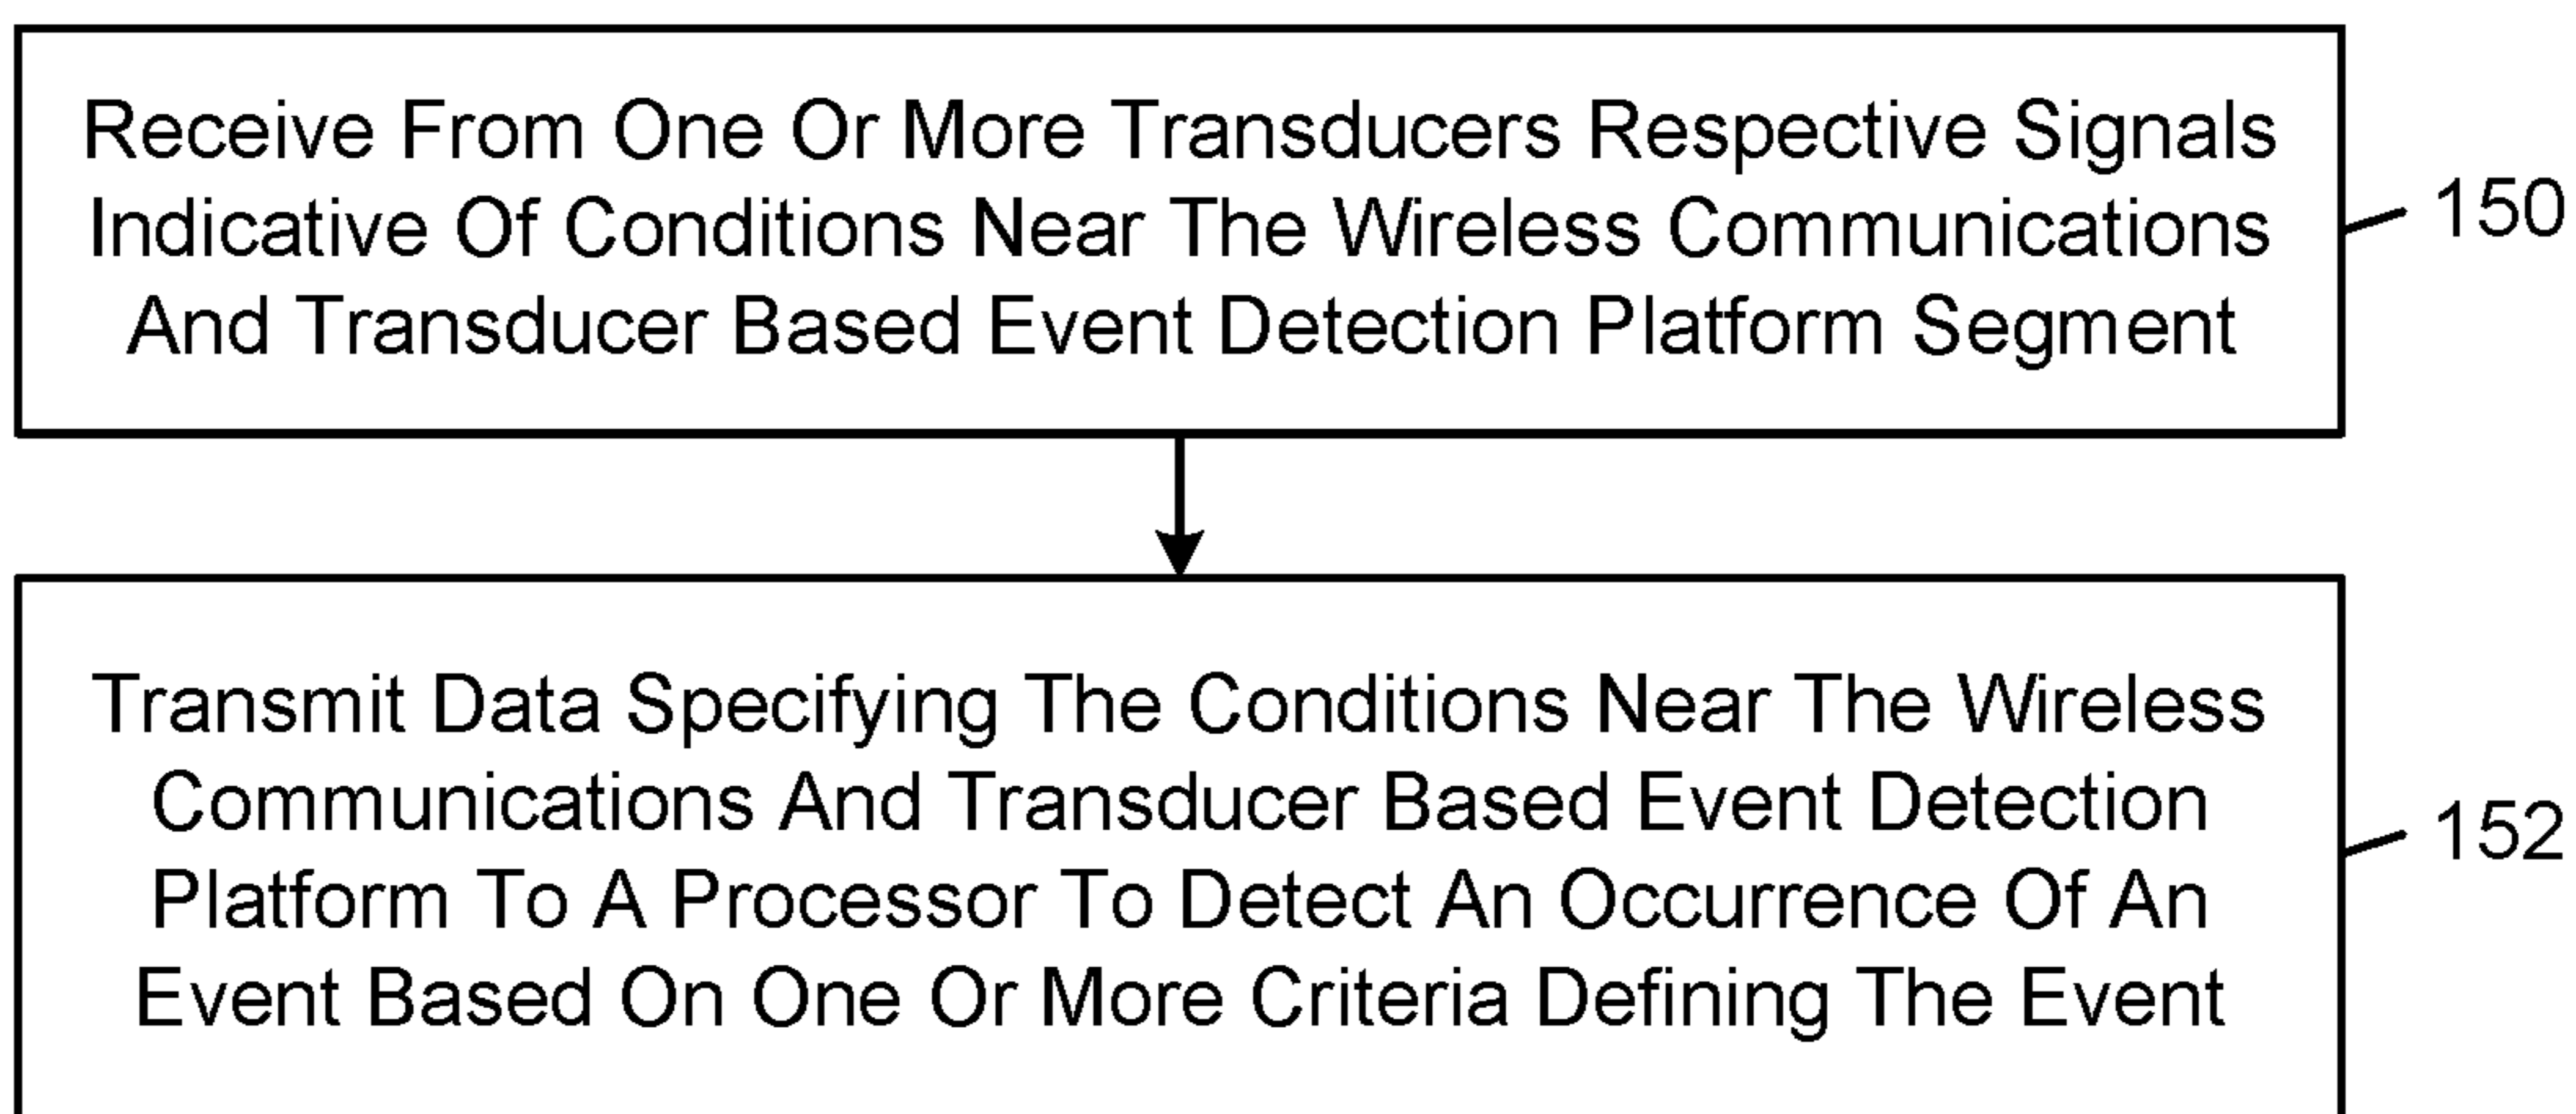 Receive From One Or More Transducers Respective Signals
Indicative Of Conditions Near The Wireless Communications
And Transducer Based Event Detection Platform Segment
150
Transmit Data Specifying The Conditions Near The Wireless
Communications And Transducer Based Event Detection
Platform To A Processor To Detect An Occurrence Of An
Event Based On One Or More Criteria Defining The Event
152